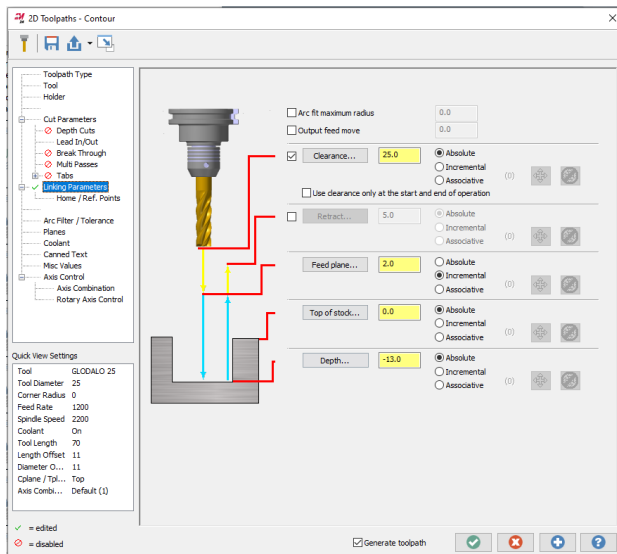 2D Toolpaths - Contour
Toolpath Type
Tool
Holder
Cut Parameters
Depth Cuts
Lead In/Out
Break Through
Multi Passes
Tabs
Linking Parameters
Home / Ref. Points
Arc Filter / Tolerance
Planes
Coolant
Canned Text
Misc Values
Axis Control
Axis Combination
Rotary Axis Control
Quick View Settings
Tool GLODALO 25
Tool Diameter 25
Corner Radius 0
Feed Rate 1200
Spindle Speed 2200
Coolant On
Tool Length 70
Length Offset 11
Diameter O... 11
Cplane / Tpl... Top
Axis Combi... Default (1)
= edited
= disabled
Arc fit maximum radius 0.0
Output feed move 0.0
Clearance... 25.0 Absolute
Incremental
Associative (0)
Use clearance only at the start and end of operation
Retract... 5.0 Absolute
Incremental
Associative (0)
Feed plane... 2.0 Absolute
Incremental
Associative (0)
Top of stock... 0.0 Absolute
Incremental
Associative (0)
Depth... -13.0 Absolute
Incremental
Associative (0)
Generate toolpath